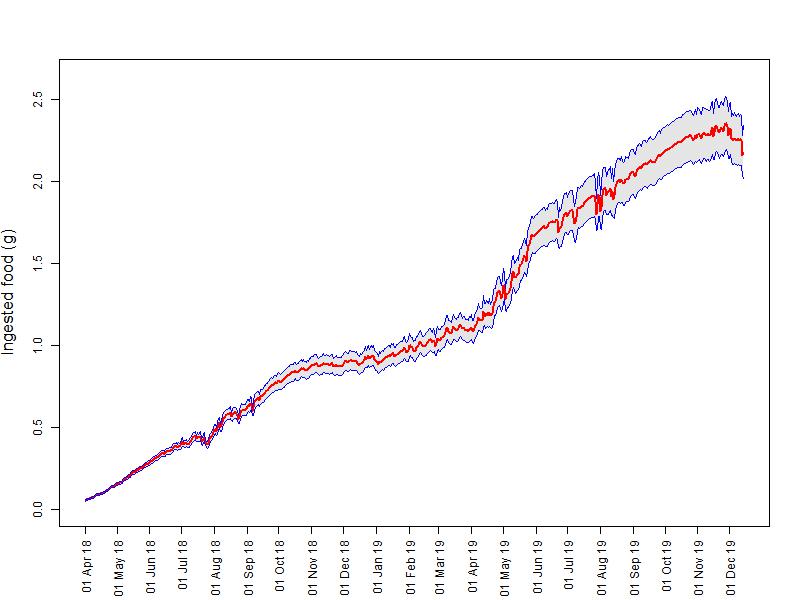 Ingested food (g)
2.5
2.0
1.5
1.0
0.5
0.0
01 Apr 18
01 May 18
01 Jun 18
01 Jul 18
01 Aug 18
01 Sep 18
01 Oct 18
01 Nov 18
01 Dec 18
01 Jan 19
01 Feb 19
01 Mar 19
01 Apr 19
01 May 19
01 Jun 19
01 Jul 19
01 Aug 19
01 Sep 19
01 Oct 19
01 Nov 19
01 Dec 19